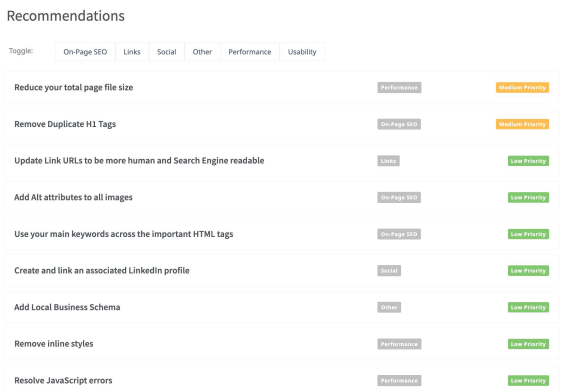 Recommendations
Toggle: On-Page SEO Links Social Other Performance Usability
Reduce your total page file size Performance Medium Priority
Remove Duplicate H1 Tags On-Page SEO Medium Priority
Update Link URLs to be more human and Search Engine readable Links Low Priority
Add Alt attributes to all images On-Page SEO Low Priority
Use your main keywords across the important HTML tags On-Page SEO Low Priority
Create and link an associated LinkedIn profile Social Low Priority
Add Local Business Schema Other Low Priority
Remove inline styles Performance Low Priority
Resolve JavaScript errors Performance Low Priority